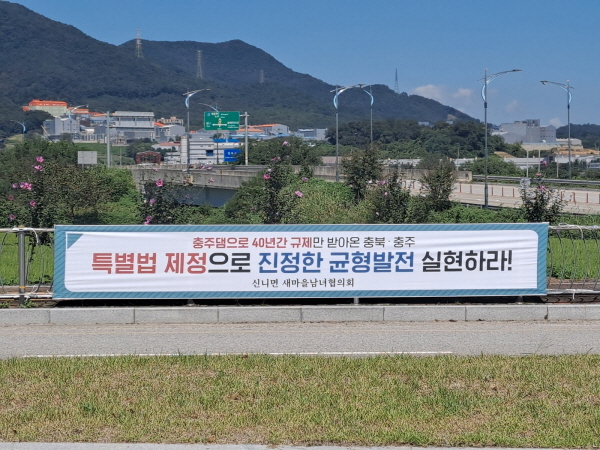 충주댐으로 40년간 규제만 받아온 충북·충주
특별법 제정으로 진정한 균형발전 실현하라!
신니면 새마을남녀협의회